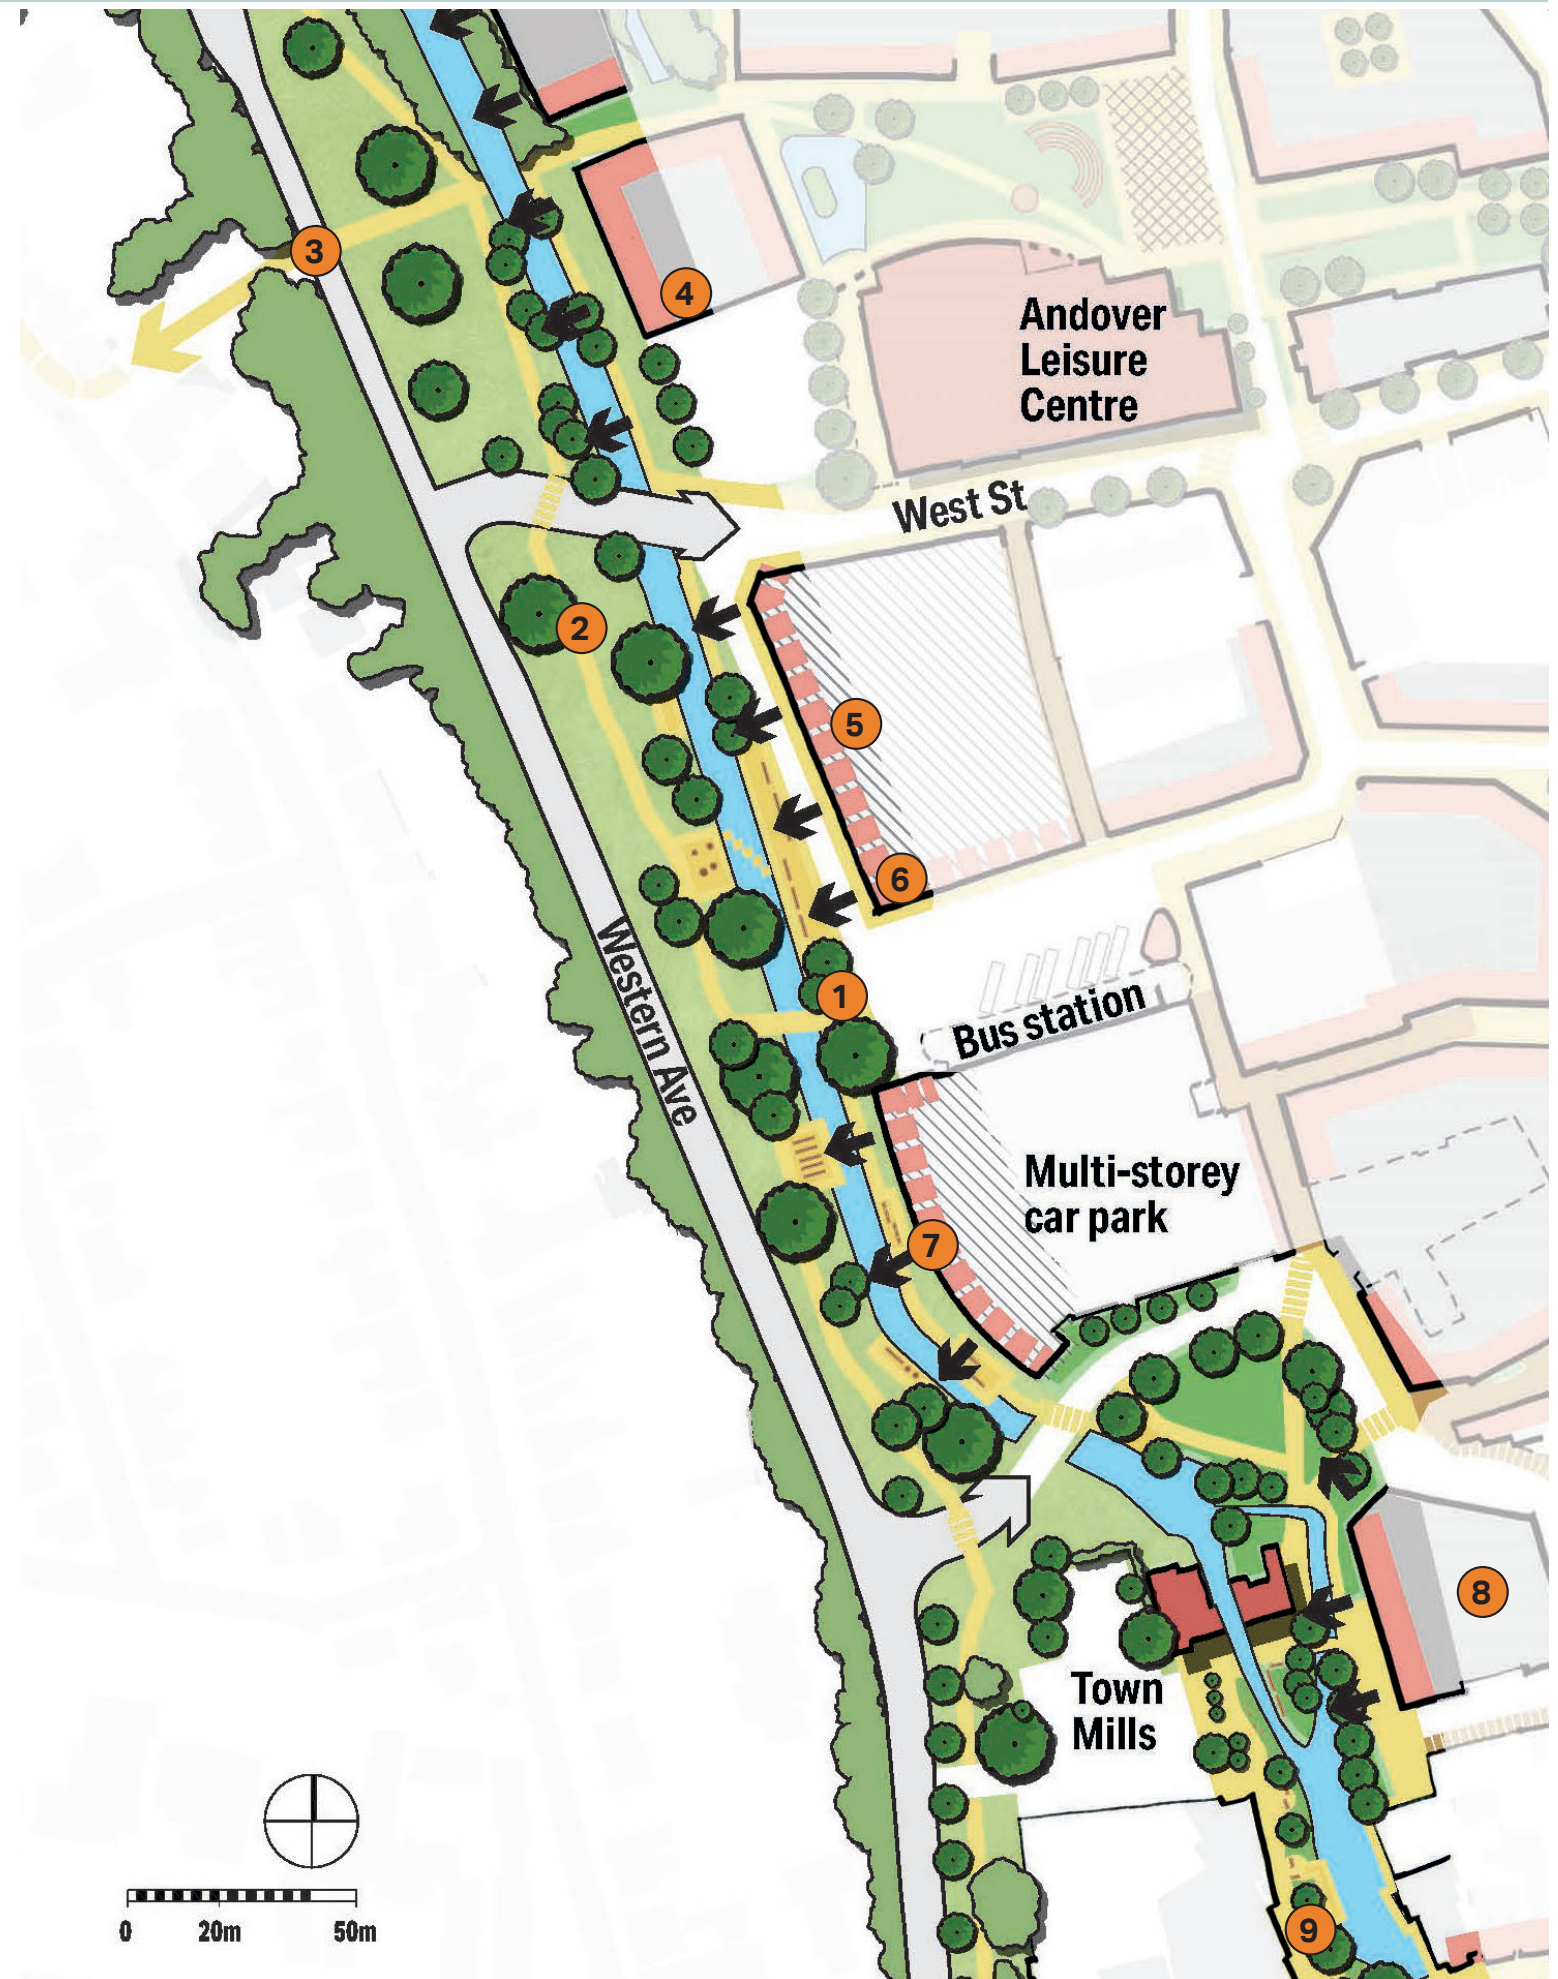 3
4
Andover
Leisure
Centre
West St
2
5
6
Western Ave
1
Bus station
Multi-storey
car park
7
8
Town
Mills
9
0
20m
50m